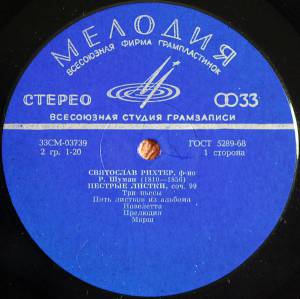 МЕЛОДИЯ
ВСЕСОЮЗНАЯ ФИРМА ГРАМПЛАСТИНОК
СТЕРЕО
33
ВСЕСОЮЗНАЯ СТУДИЯ ГРАМЗАПИСИ
33СМ-03739
ГОСТ 5289-68
2 гр. 1-20
1 сторона
СВЯТОСЛАВ РИХТЕР, ф-но
Р. Шуман (1810—1856)
ПЕСТРЫЕ ЛИСТКИ, соч. 99
Три пьесы
Пять листков из альбома
Новелетта
Прелюдия
Марш